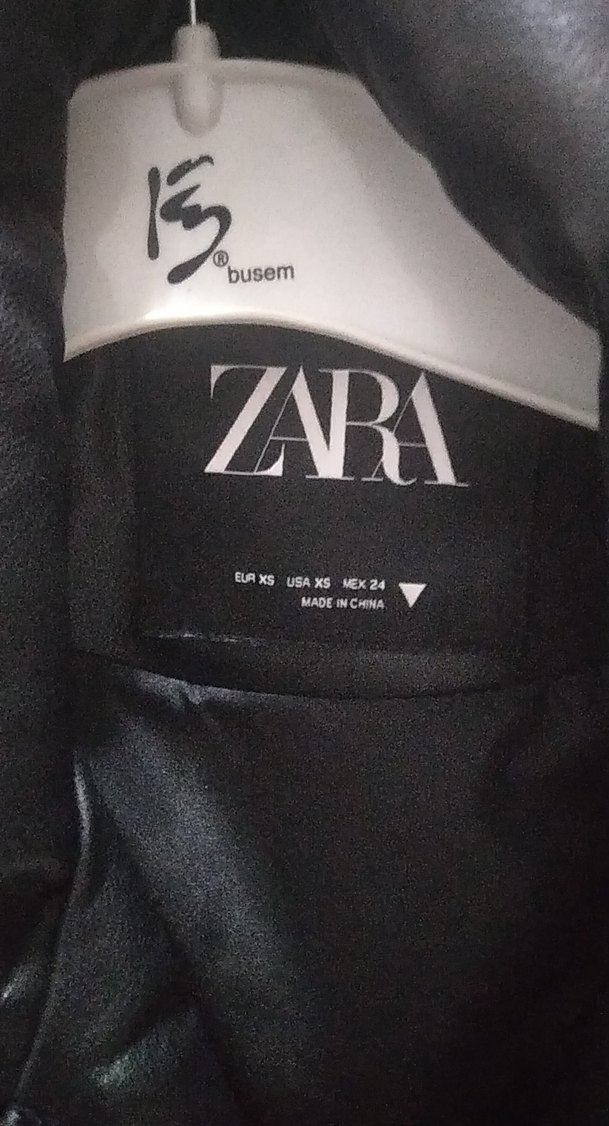 ® busem
ZARA
EUR XS USA XS MEX 24
MADE IN CHINA